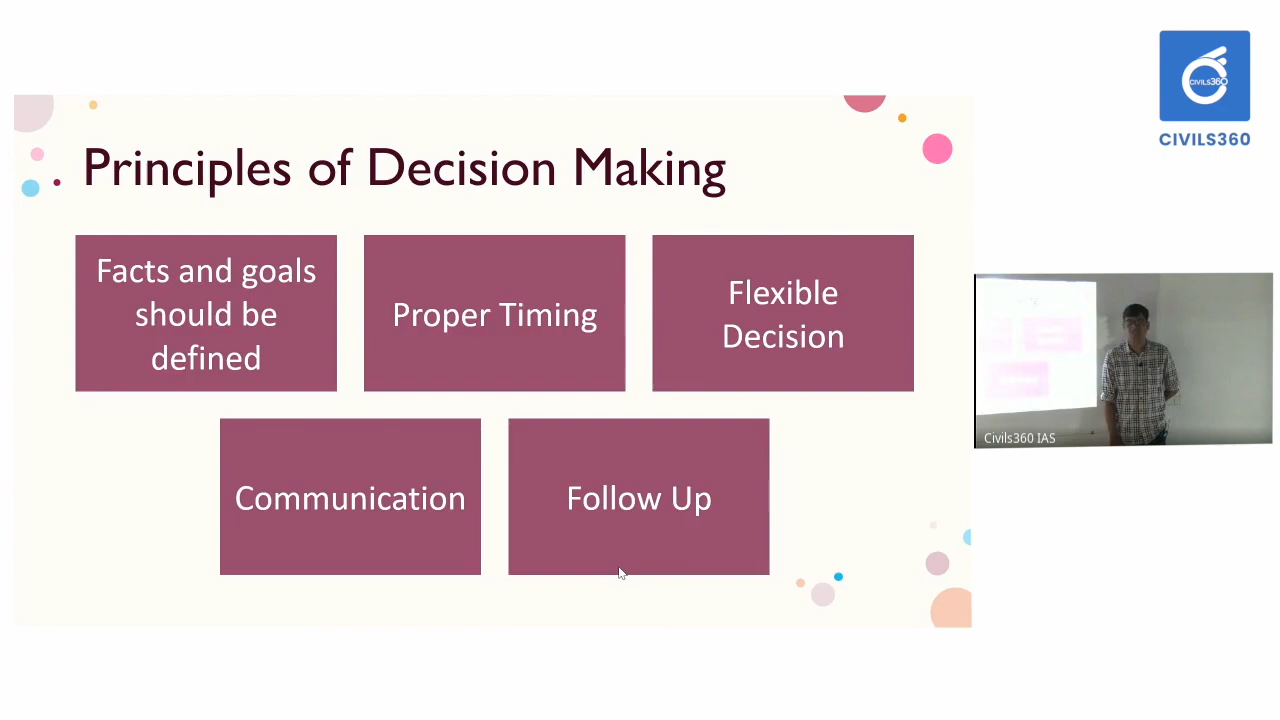 CIVILS360
CIVILS360
Principles of Decision Making
Facts and goals
should be
defined
Proper Timing
Flexible
Decision
Communication
Follow Up
Civils360 IAS